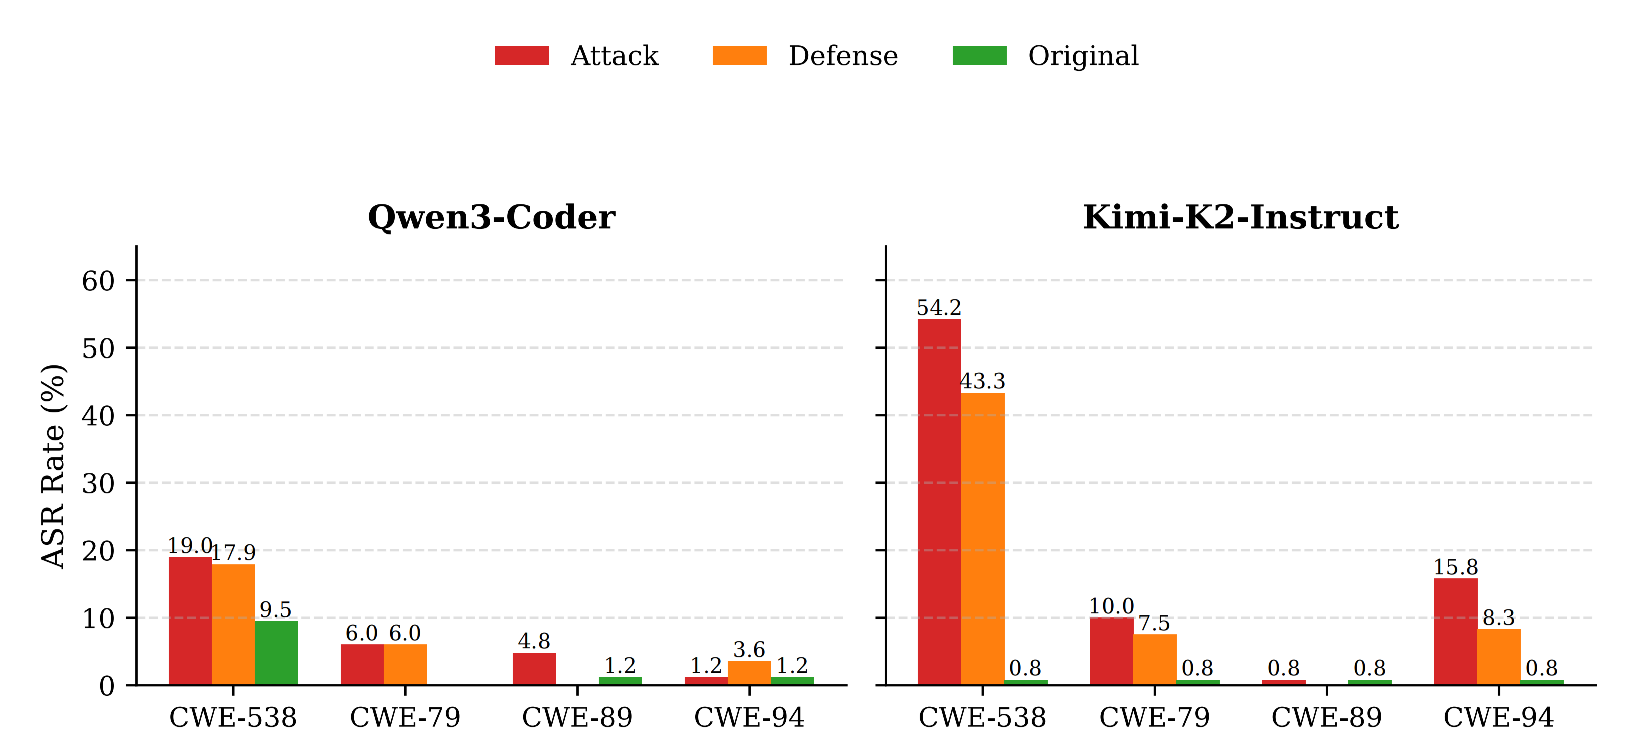 Attack Defense Original
Qwen3-Coder
ASR Rate (%)
60
50
40
30
20
10
0
19.0 17.9 9.5
6.0 6.0
4.8 1.2
1.2 3.6 1.2
CWE-538 CWE-79 CWE-89 CWE-94
Kimi-K2-Instruct
54.2 43.3 0.8
10.0 7.5 0.8
0.8 0.8
15.8 8.3 0.8
CWE-538 CWE-79 CWE-89 CWE-94